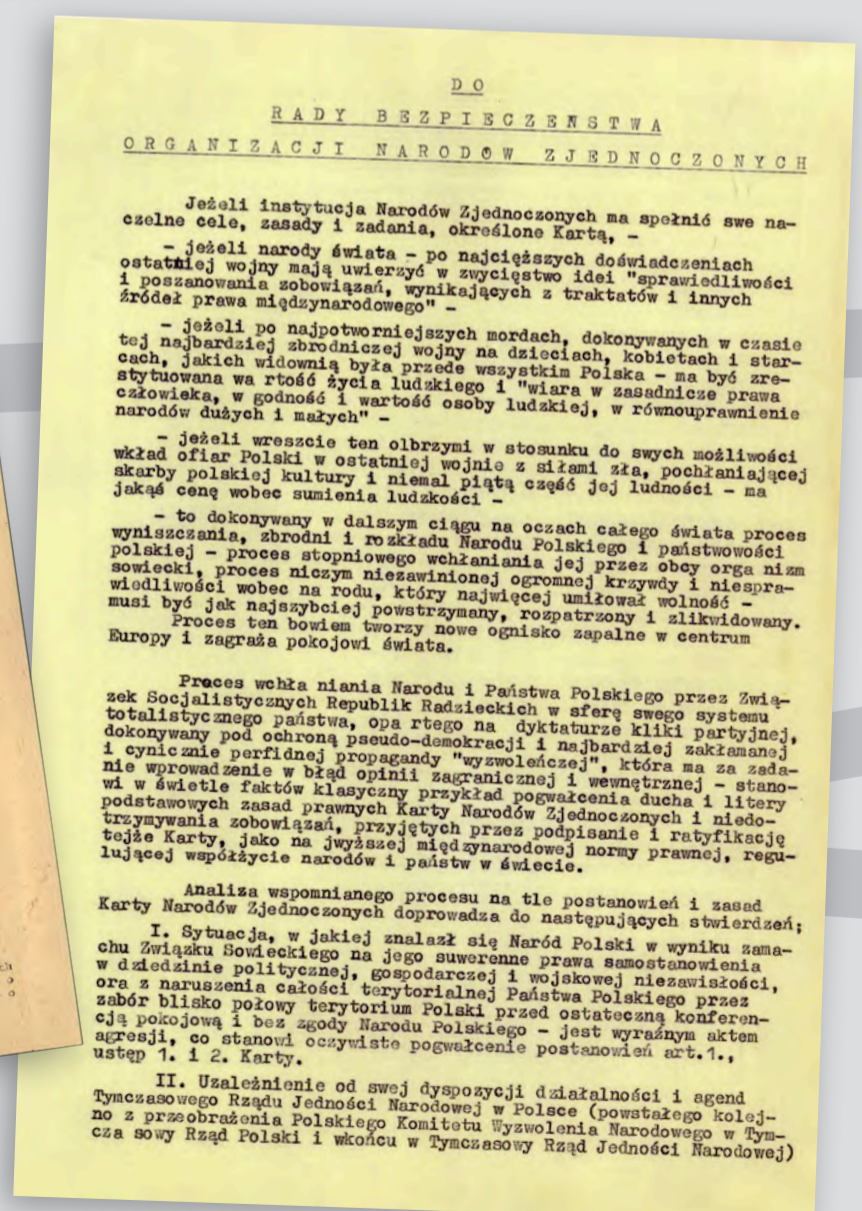 DO
RADY BEZPIECZENSTWA
ORGANIZACJI NARODOW ZJEDNOCZONYCH
Jeżeli instytucja Narodów Zjednoczonych ma spełnić swe na-
czelne cele, zasady i zadania, określone Kartą, -
- jeżeli narody świata - po najcięższych doświadczeniach
ostatniej wojny mają uwierzyć w zwycięstwo idei "sprawiedliwości
i poszanowania zobowiązań, wynikających z traktatów i innych
źródeł prawa międzynarodowego" -
- jeżeli po najpotworniejszych mordach, dokonywanych w czasie
tej najbardziej zbrodniczej wojny na dzieciach, kobietach i star-
cach, jakich widownią była przede wszystkim Polska - ma być zre-
stytuowana wa rtość życia ludzkiego i "wiara w zasadnicze prawa
człowieka, w godność i wartość osoby ludzkiej, w równouprawnienie
narodów dużych i małych" -
- jeżeli wreszcie ten olbrzymi w stosunku do swych możliwości
wkład ofiar Polski w ostatniej wojnie z siłami zła, pochłaniającej
skarby polskiej kultury i niemal piątą część jej ludności - ma
jakąś cenę wobec sumienia ludzkości -
- to dokonywany w dalszym ciągu na oczach całego świata proces
wyniszczania, zbrodni i rozkładu Narodu Polskiego i państwowości
polskiej - proces stopniowego wchłaniania jej przez obcy orga nizm
sowiecki, proces niczym niezawinionej ogromnej krzywdy i niespra-
wiedliwości wobec na rodu, który najwięcej umiłował wolność -
musi być jak najszybciej powstrzymany, rozpatrzony i zlikwidowany.
Proces ten bowiem tworzy nowe ognisko zapalne w centrum
Europy i zagraża pokojowi świata.
Proces wchła niania Narodu i Państwa Polskiego przez Zwią-
zek Socjalistycznych Republik Radzieckich w sferę swego systemu
totalistycznego państwa, opa rtego na dyktaturze kliki partyjnej,
dokonywany pod ochroną pseudo-demokracji i najbardziej zakłamanej
i cynicznie perfidnej propagandy "wyzwoleńczej", która ma za zada-
nie wprowadzenie w błąd opinii zagranicznej i wewnętrznej - stano-
wi w świetle faktów klasyczny przykład pogwałcenia ducha i litery
podstawowych zasad prawnych Karty Narodów Zjednoczonych i niedo-
trzymywania zobowiązań, przyjętych przez podpisanie i ratyfikację
tejże Karty, jako na jwyższej międzynarodowej normy prawnej, regu-
lującej współżycie narodów i państw w świecie.
Analiza wspomnianego procesu na tle postanowień i zasad
Karty Narodów Zjednoczonych doprowadza do następujących stwierdzeń;
I. Sytuacja, w jakiej znalazł się Naród Polski w wyniku zama-
chu Związku Sowieckiego na jego suwerenne prawa samostanowienia
w dziedzinie politycznej, gospodarczej i wojskowej niezawisłości,
ora z naruszenia całości terytorialnej Państwa Polskiego przez
zabór blisko połowy terytorium Polski przed ostateczną konferen-
cją pokojową i bez zgody Narodu Polskiego - jest wyraźnym aktem
agresji, co stanowi oczywiste pogwałcenie postanowień art.1.,
ustęp 1. i 2. Karty.
II. Uzależnienie od swej dyspozycji działalności i agend
Tymczasowego Rządu Jedności Narodowej w Polsce (powstałego kolej-
no z przeobrażenia Polskiego Komitetu Wyzwolenia Narodowego w Tym-
cza sowy Rząd Polski i wkońcu w Tymczasowy Rząd Jedności Narodowej)